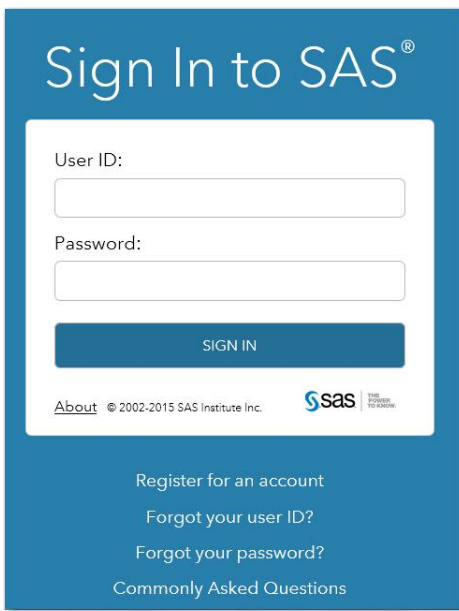 Sign In to SAS®
User ID:
Password:
SIGN IN
About © 2002-2015 SAS Institute Inc.
sas THE POWER TO KNOW.
Register for an account
Forgot your user ID?
Forgot your password?
Commonly Asked Questions